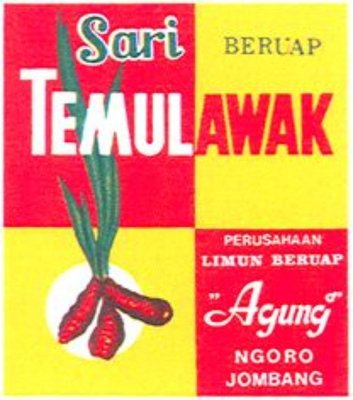 Sari BERUAP
TEMULAWAK
PERUSAHAAN
LIMUN BERUAP
"Agung"
NGORO
JOMBANG